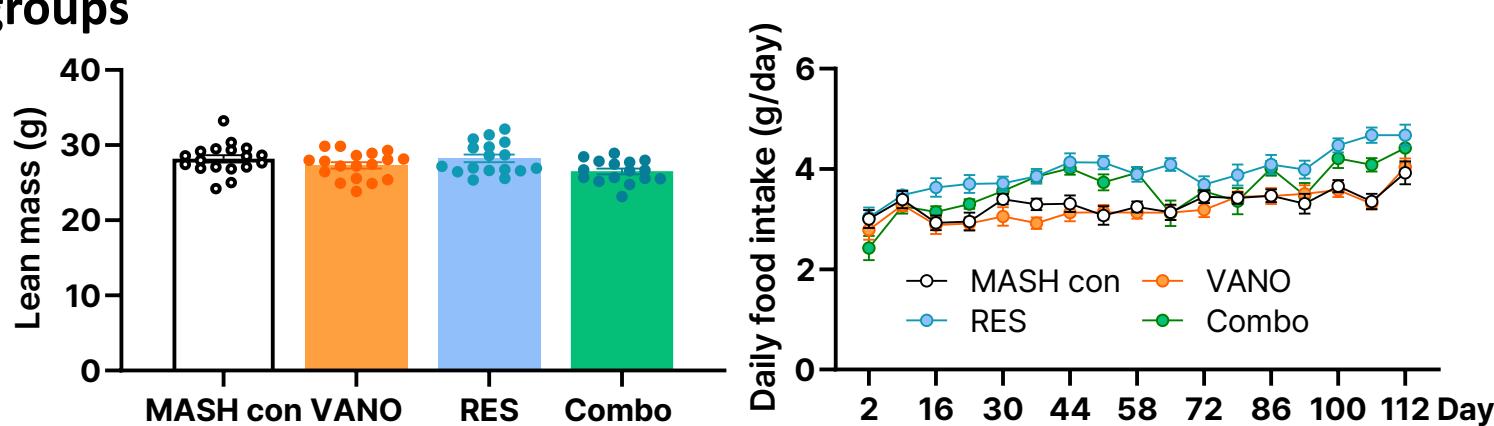 groups
Lean mass (g)
40
30
20
10
0
MASH con VANO RES Combo
Daily food intake (g/day)
6
4
2
0
MASH con VANO
RES Combo
2 16 30 44 58 72 86 100 112 Day